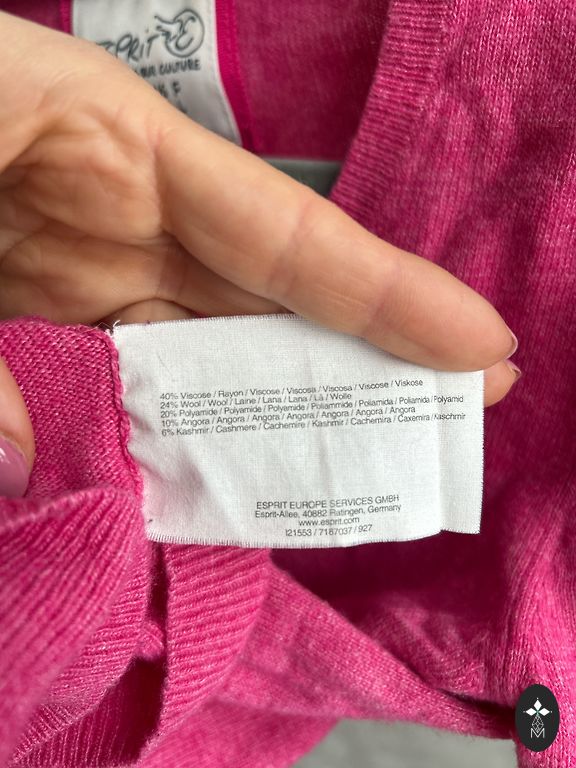 ESPRIT
CULTURE
40% Viscose / Rayon / Viscose / Viscosa / Viscosa / Viscose / Viskose
24% Wool / Wool / Laine / Lana / Lana / Lã / Wolle
20% Polyamide / Polyamide / Polyamide / Poliammide / Poliamida / Poliamida / Polyamid
10% Angora / Angora / Angora / Angora / Angora / Angora / Angora
6% Kashmir / Cashmere / Cachemire / Kashmir / Cachemira / Caxemira / Kaschmir
ESPRIT EUROPE SERVICES GMBH
Esprit-Allee, 40882 Ratingen, Germany
www.esprit.com
I21553 / 7187037 / 927
M